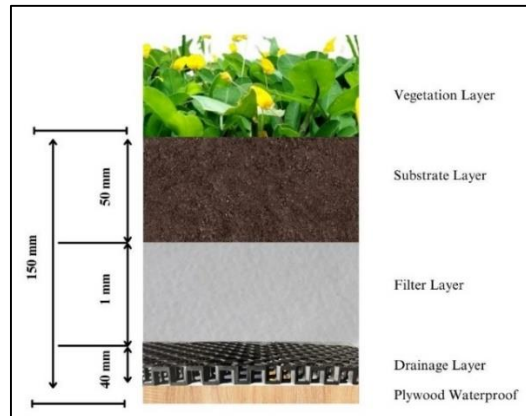 Vegetation Layer
Substrate Layer
Filter Layer
Drainage Layer
Plywood Waterproof
150 mm
50 mm
1 mm
40 mm